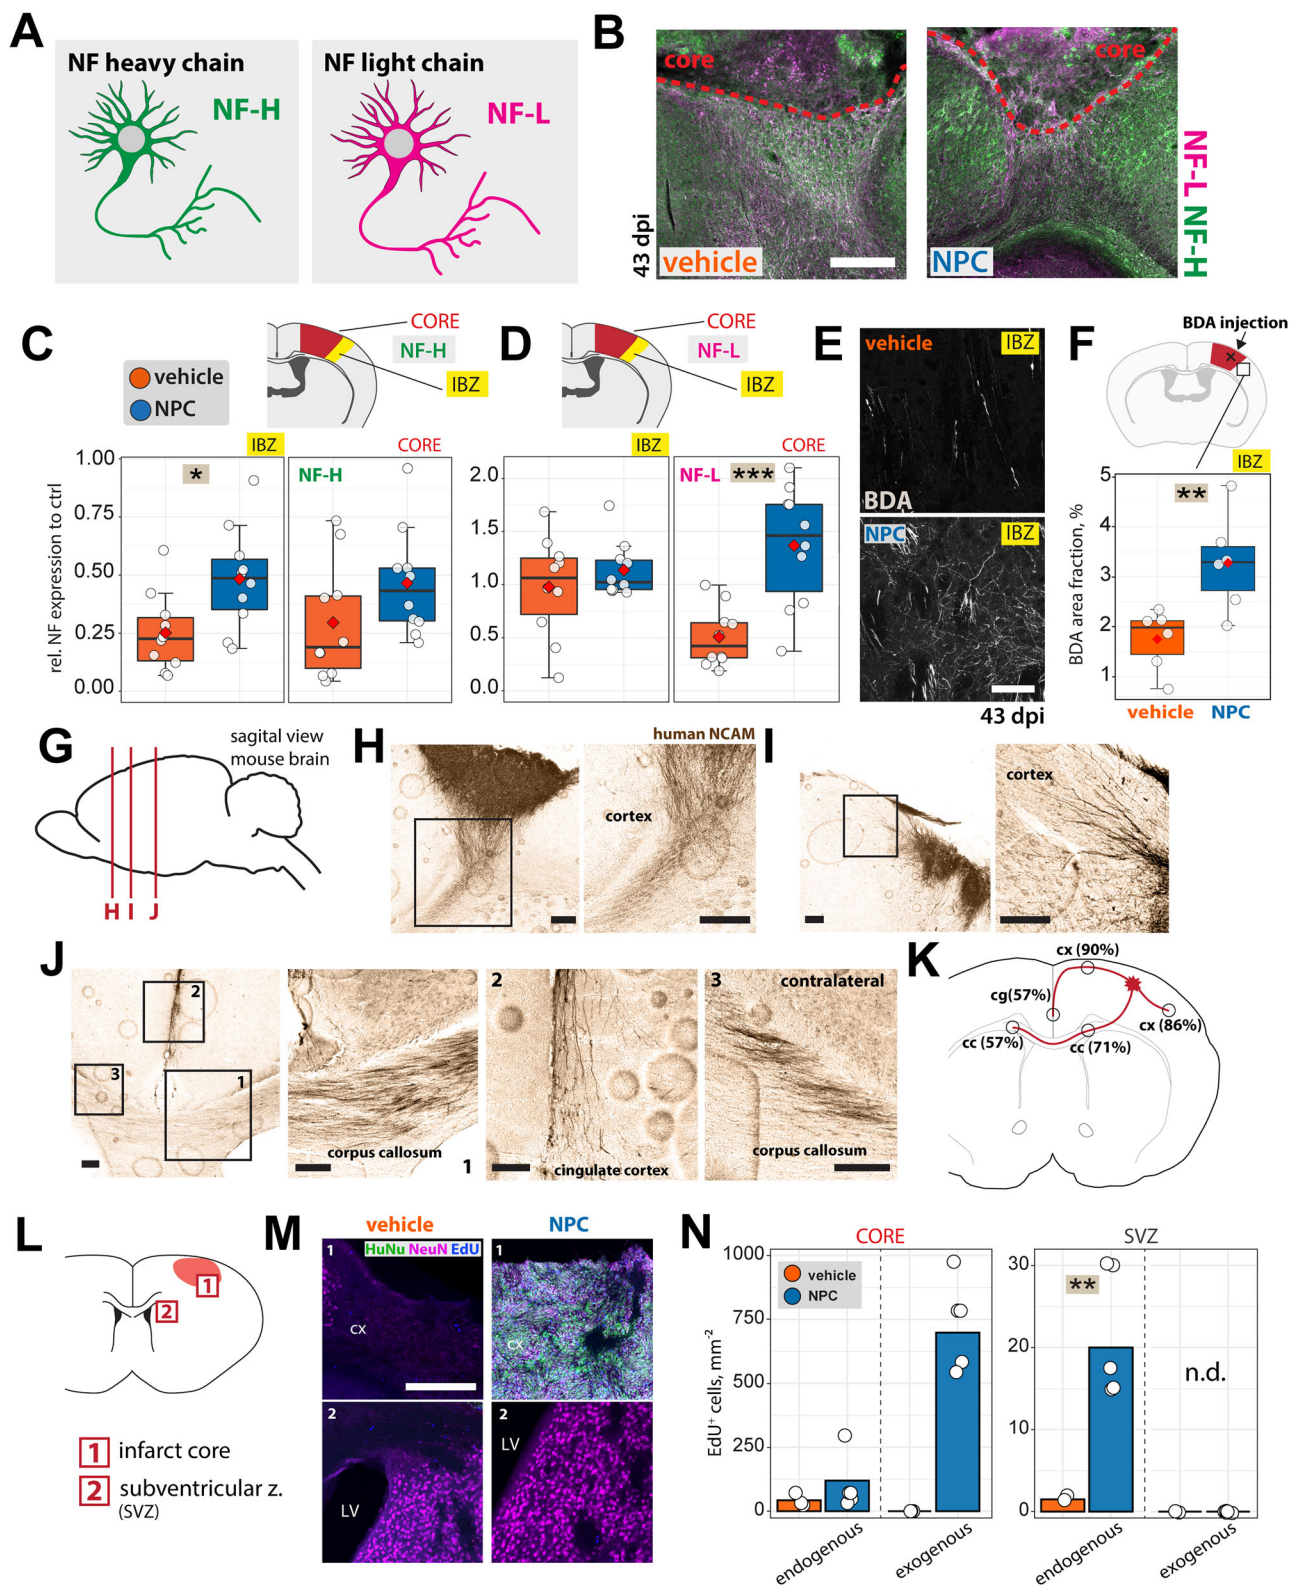 A
NF heavy chain
NF-H
NF light chain
NF-L
B
core
core
43 dpi
vehicle
NPC
NF-L NF-H
C
vehicle
NPC
CORE
NF-H
IBZ
rel. NF expression to ctrl
1.00
0.75
0.50
0.25
0.00
IBZ
*
CORE
NF-H
D
CORE
NF-L
IBZ
2.0
1.5
1.0
0.5
0.0
IBZ
CORE
NF-L
***
E
vehicle
IBZ
BDA
NPC
IBZ
43 dpi
F
BDA injection
IBZ
BDA area fraction, %
5
4
3
2
1
**
vehicle
NPC
G
sagital view
mouse brain
H I J
H
human NCAM
cortex
I
cortex
J
2
3
1
corpus callosum
1
2
cingulate cortex
3
contralateral
corpus callosum
K
cx (90%)
cg(57%)
cx (86%)
cc (57%)
cc (71%)
L
1
2
1 infarct core
2 subventricular z.
(SVZ)
M
vehicle
NPC
1
HuNu NeuN EdU
cx
1
cx
2
LV
2
LV
N
CORE
SVZ
EdU⁺ cells, mm⁻²
1000
750
500
250
0
vehicle
NPC
endogenous
exogenous
30
20
10
0
**
n.d.
endogenous
exogenous